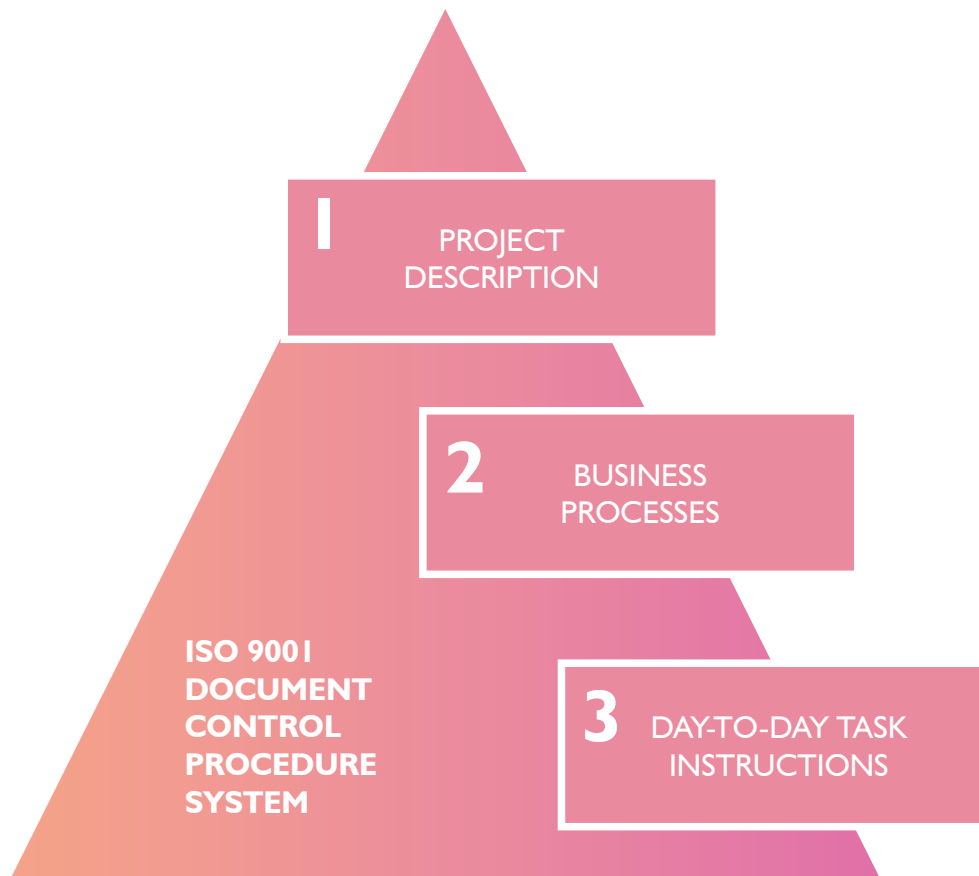 1
PROJECT
DESCRIPTION
2
BUSINESS
PROCESSES
3
DAY-TO-DAY TASK
INSTRUCTIONS
ISO 9001
DOCUMENT
CONTROL
PROCEDURE
SYSTEM